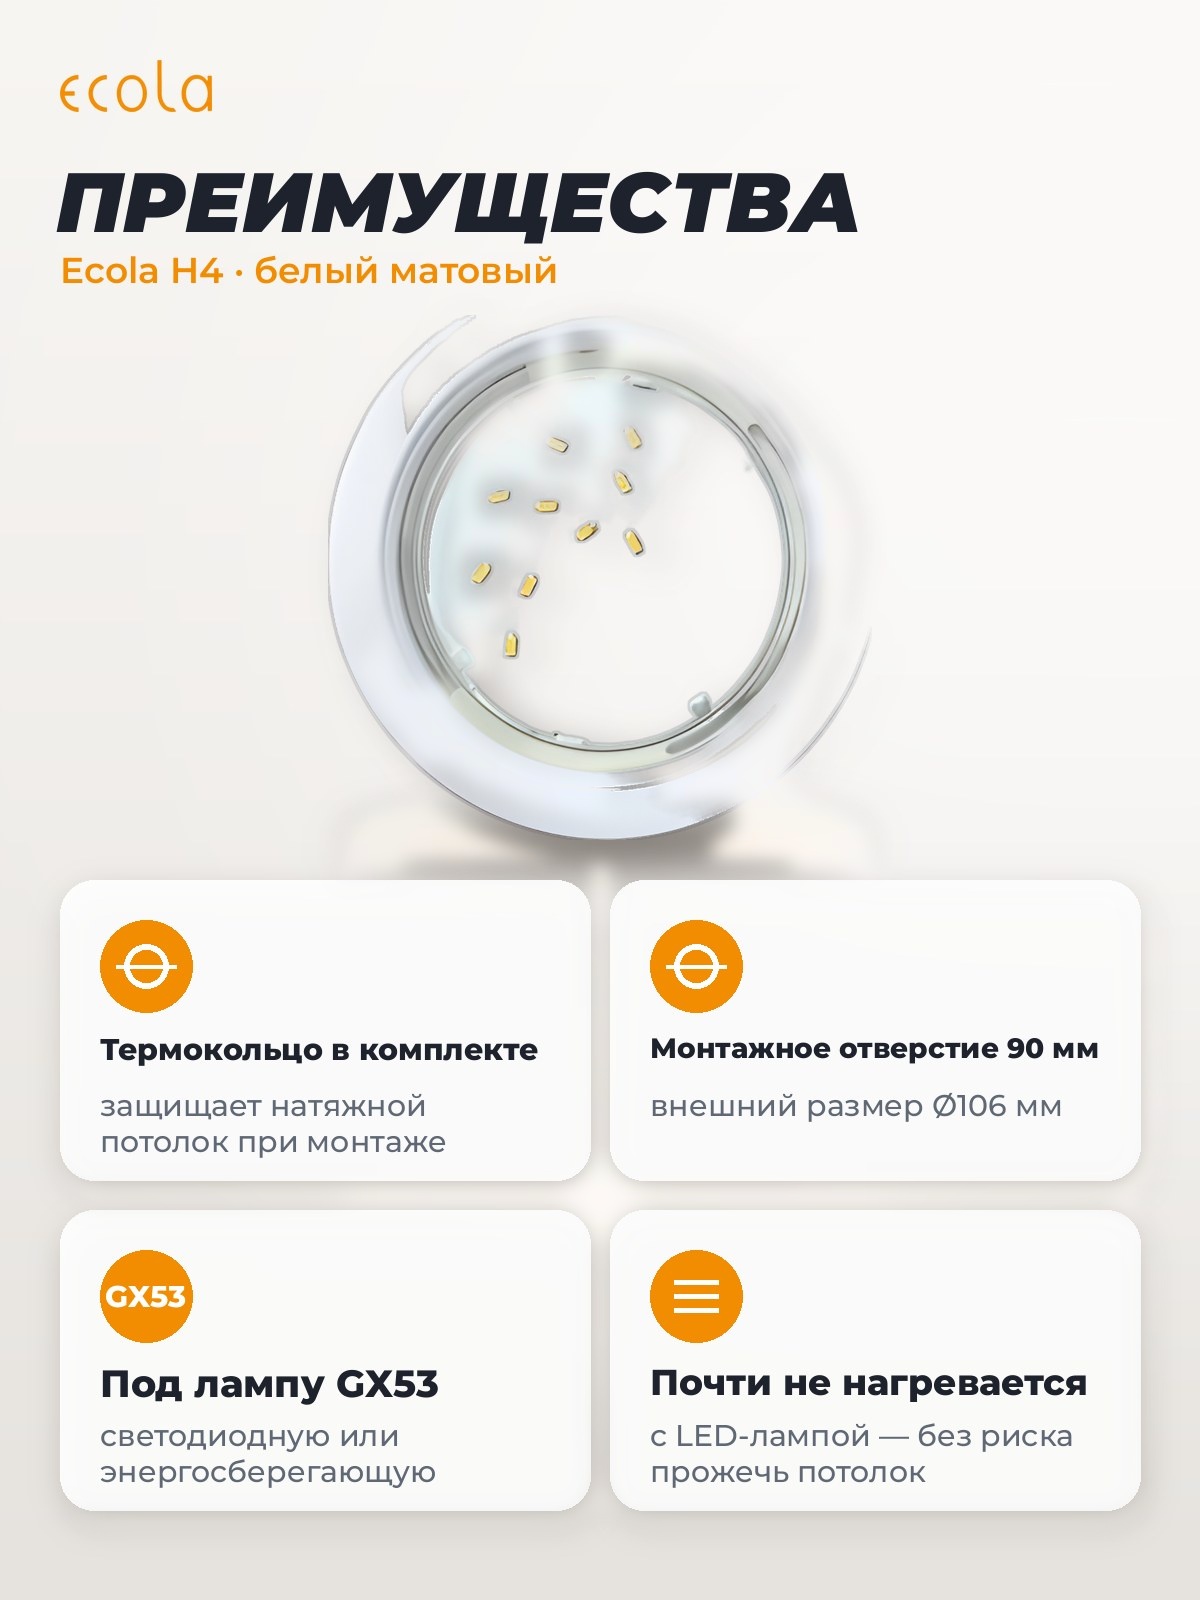 ecola
ПРЕИМУЩЕСТВА
Ecola H4 · белый матовый
Термокольцо в комплекте
защищает натяжной
потолок при монтаже
Монтажное отверстие 90 мм
внешний размер Ø106 мм
GX53
Под лампу GX53
светодиодную или
энергосберегающую
Почти не нагревается
с LED-лампой — без риска
прожечь потолок